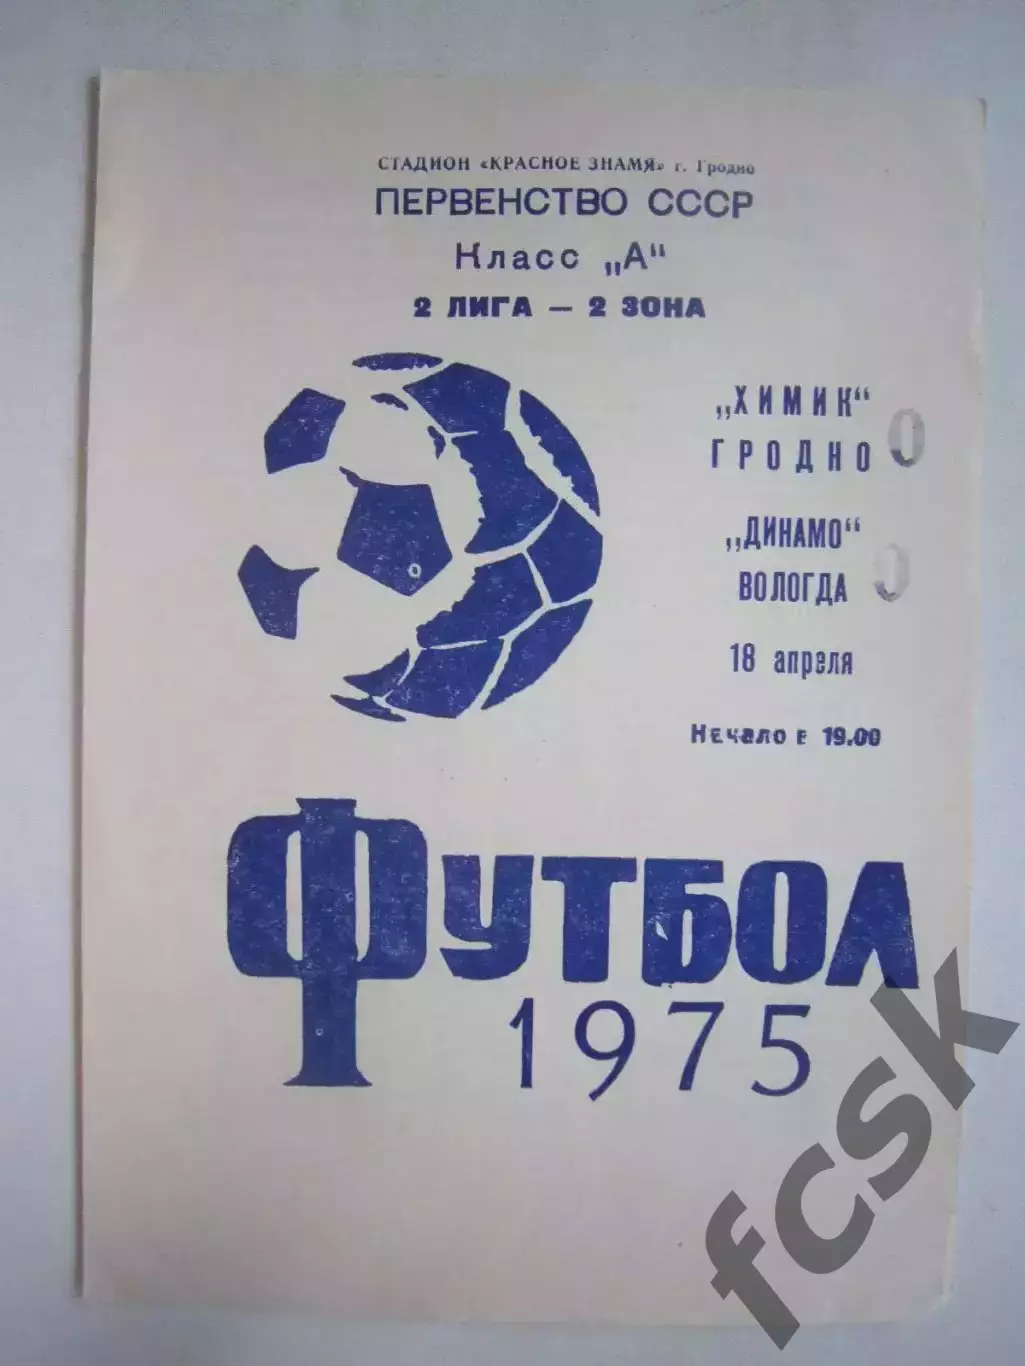 СТАДИОН «КРАСНОЕ ЗНАМЯ» г. Гродно
ПЕРВЕНСТВО СССР
Класс „А“
2 ЛИГА — 2 ЗОНА
„ХИМИК“
ГРОДНО 0
„ДИНАМО“
ВОЛОГДА 0
18 апреля
Начало в 19.00
ФУТБОЛ
1975
fcsk